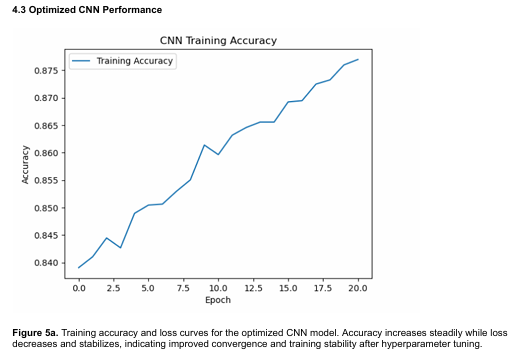 4.3 Optimized CNN Performance
CNN Training Accuracy
Training Accuracy
0.875
0.870
0.865
0.860
0.855
0.850
0.845
0.840
Accuracy
0.0 2.5 5.0 7.5 10.0 12.5 15.0 17.5 20.0
Epoch
Figure 5a. Training accuracy and loss curves for the optimized CNN model. Accuracy increases steadily while loss
decreases and stabilizes, indicating improved convergence and training stability after hyperparameter tuning.